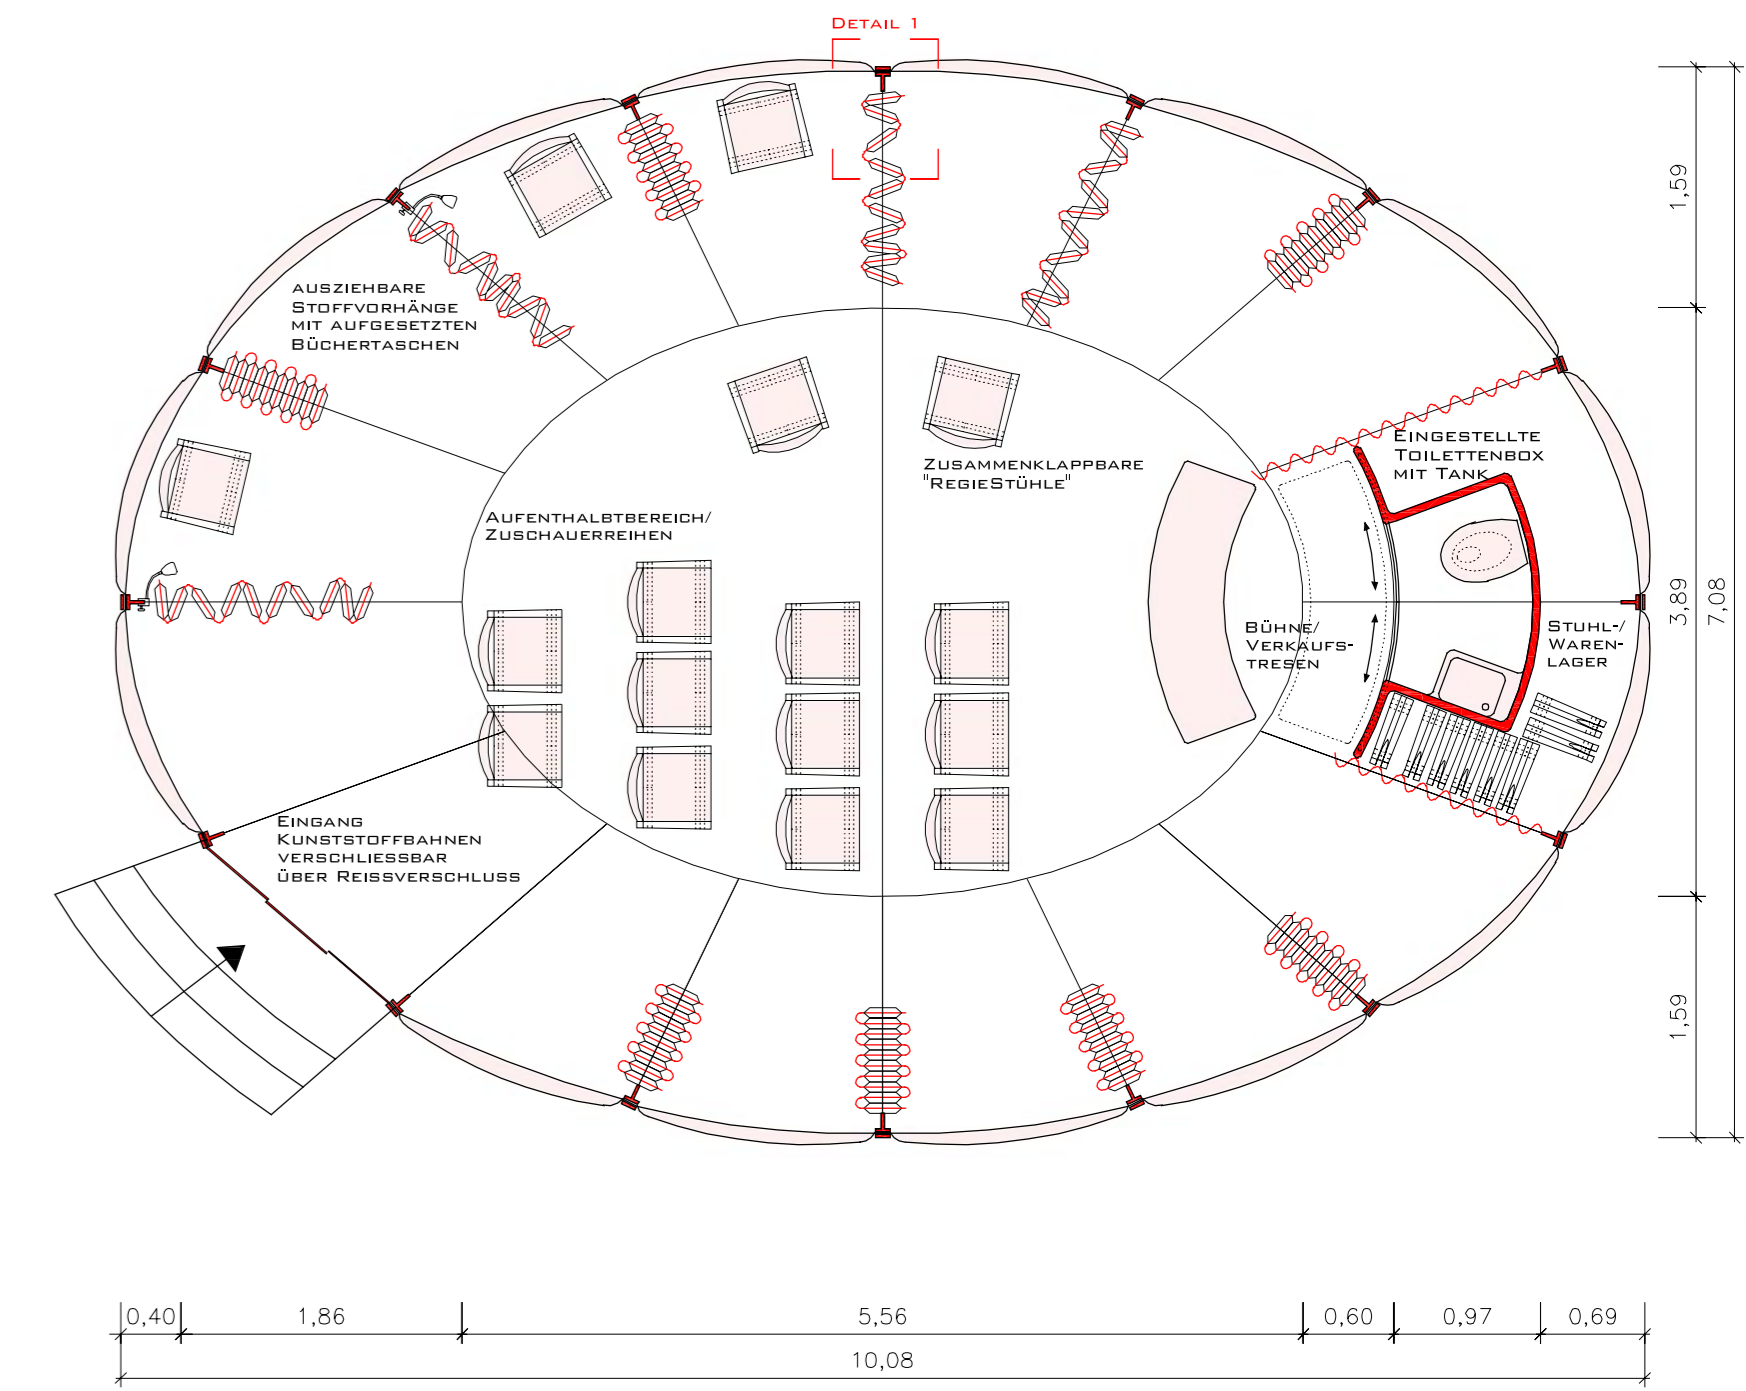 DETAIL 1
AUSZIEHBARE
STOFFVORHÄNGE
MIT AUFGESETZTEN
BÜCHERTASCHEN
ZUSAMMENKLAPPBARE
"REGIESTÜHLE"
EINGESTELLTE
TOILETTENBOX
MIT TANK
AUFENTHALBTBEREICH/
ZUSCHAUERREIHEN
BÜHNE/
VERKAUFS-
TRESEN
STUHL-/
WAREN-
LAGER
EINGANG
KUNSTSTOFFBAHNEN
VERSCHLIESSBAR
ÜBER REISSVERSCHLUSS
1,59
3,89
7,08
1,59
0,40
1,86
5,56
0,60
0,97
0,69
10,08